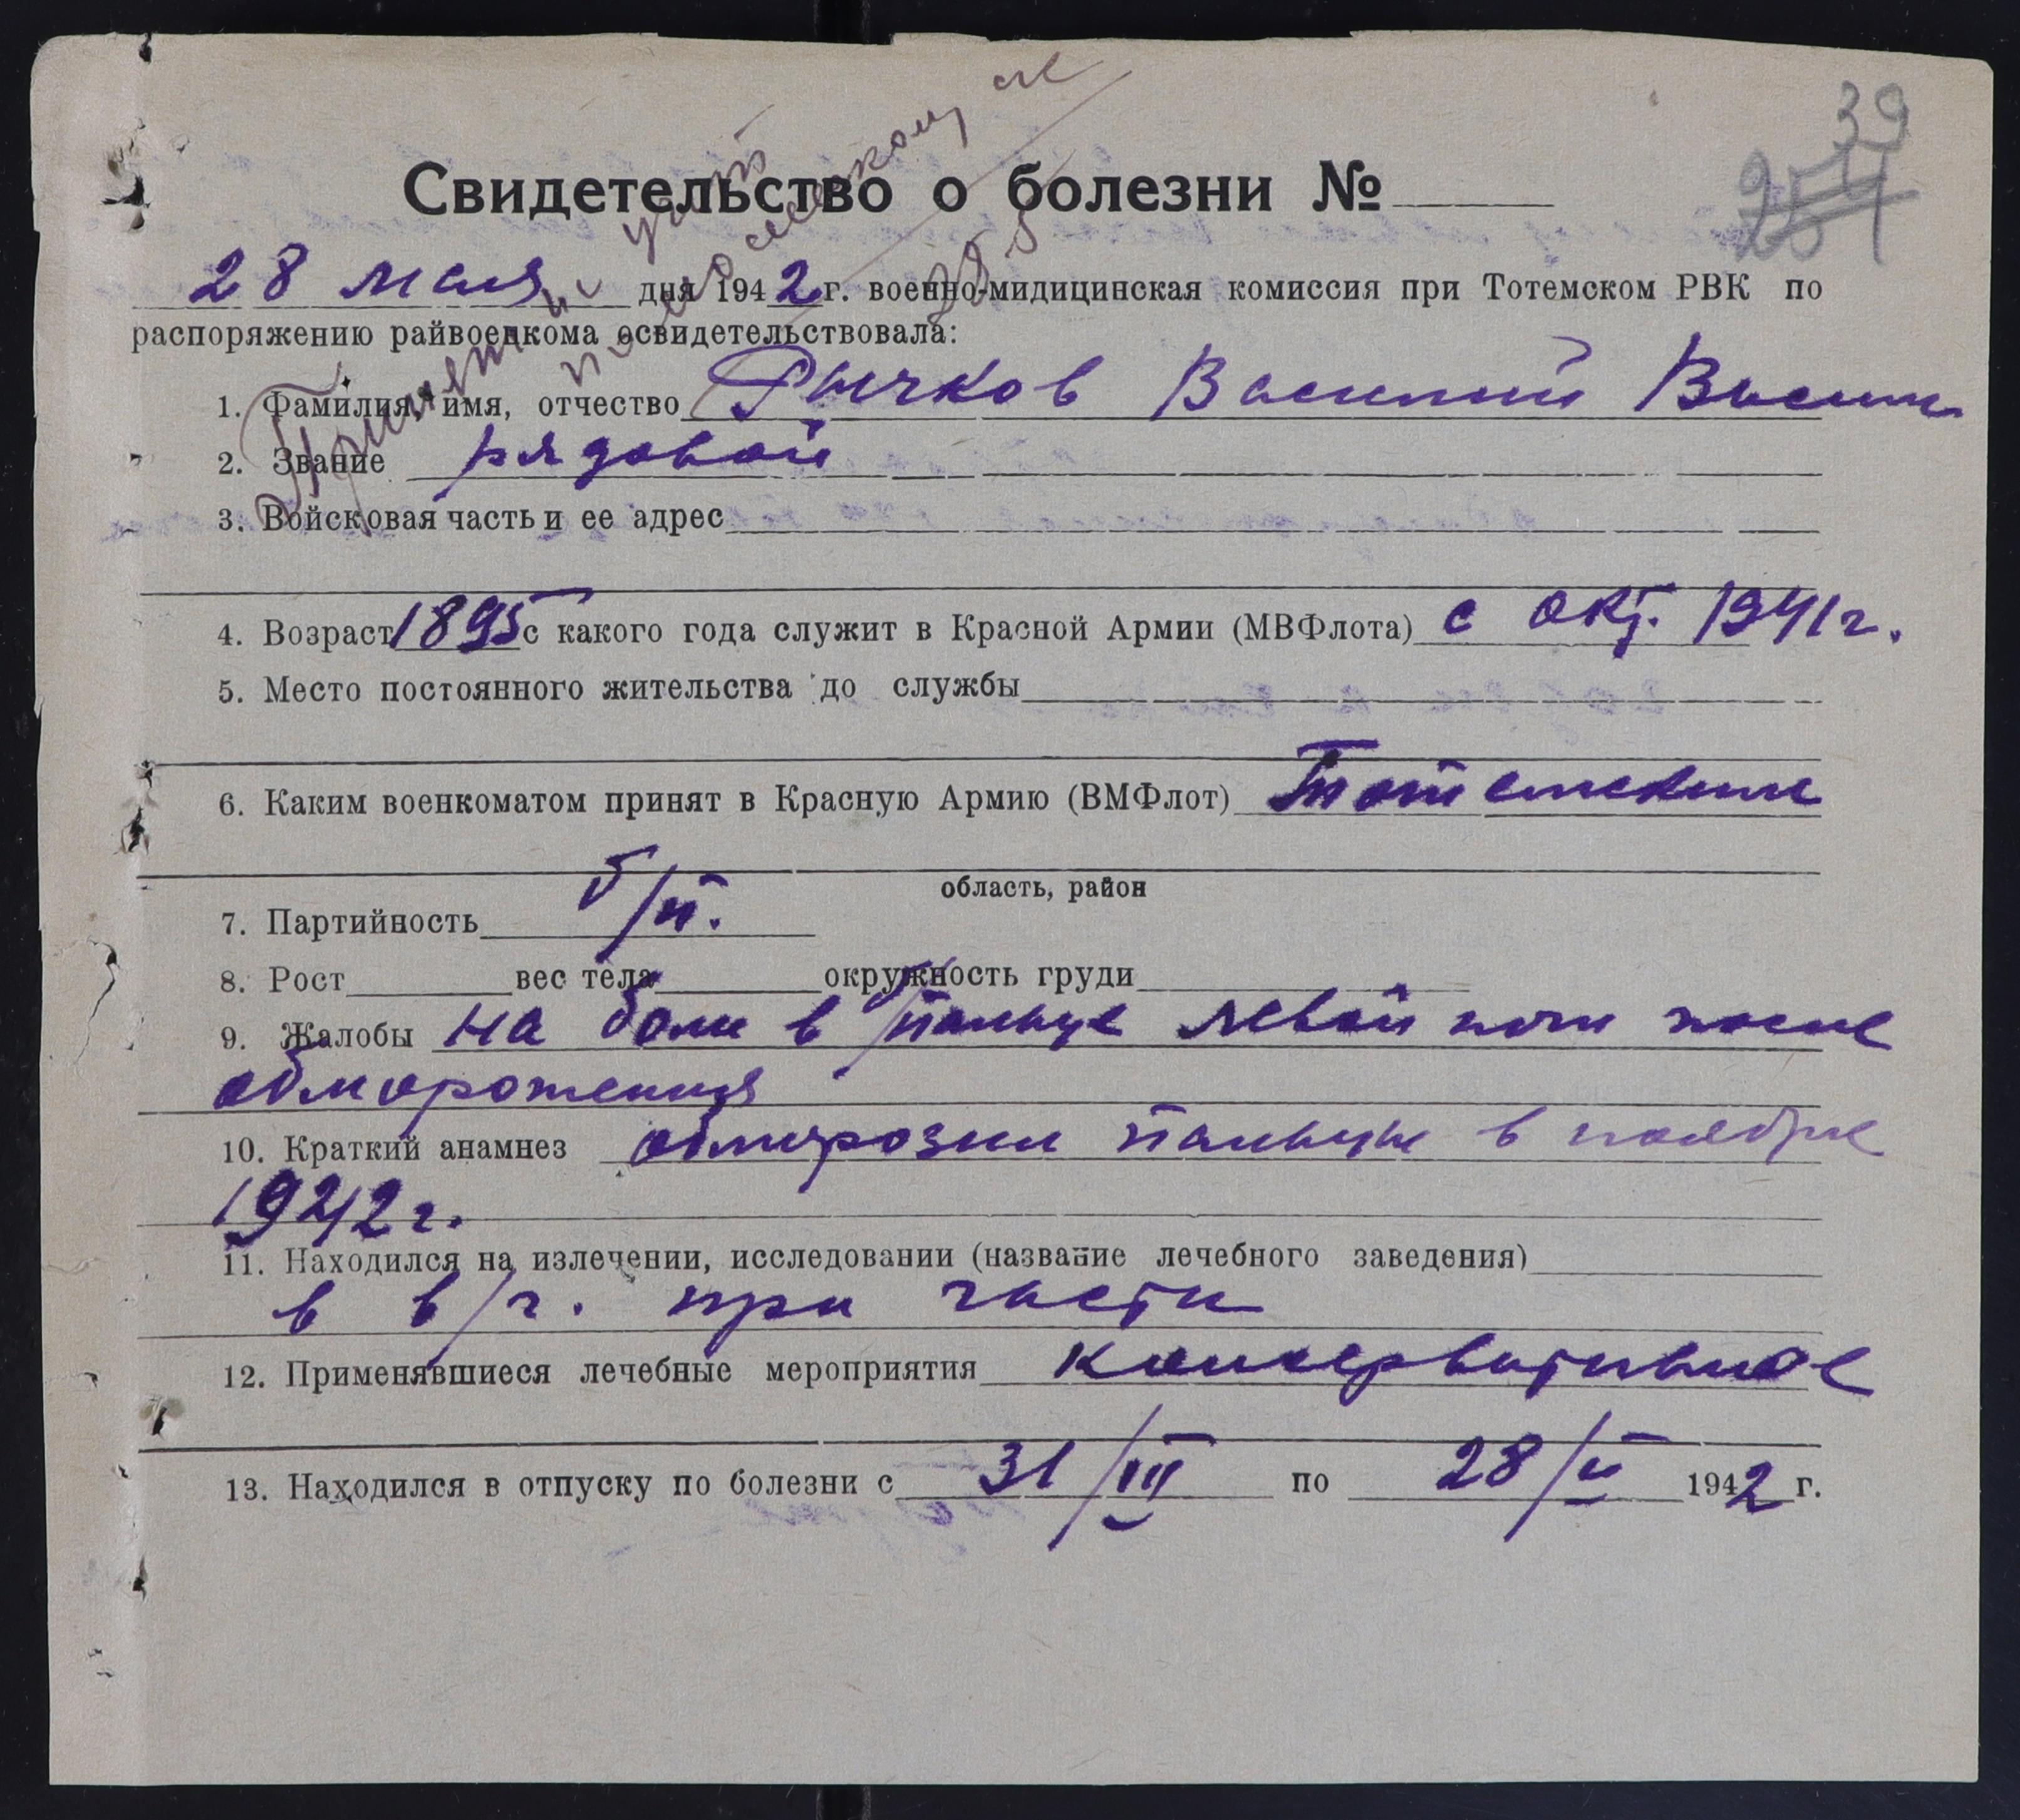 39
Свидетельство о болезни №
28 мая дня 1942 г. военно-мидицинская комиссия при Тотемском РВК по
распоряжению райвоенкома освидетельствовала:
1. Фамилия, имя, отчество Рычков Василий Васил
2. Звание рядовой
3. Войсковая часть и ее адрес
4. Возраст 1895 с какого года служит в Красной Армии (МВФлота) с окт. 1941 г.
5. Место постоянного жительства до службы
6. Каким военкоматом принят в Красную Армию (ВМФлот) Тотемским
область, район
7. Партийность б/п.
8. Рост вес тела окружность груди
9. Жалобы на боли в пальце левой ноги после
обморожения
10. Краткий анамнез обморозил пальцы в ноябре
1942 г.
11. Находился на излечении, исследовании (название лечебного заведения)
в в/г. при части
12. Применявшиеся лечебные мероприятия консервативное
13. Находился в отпуску по болезни с 31/III по 28/V 1942 г.